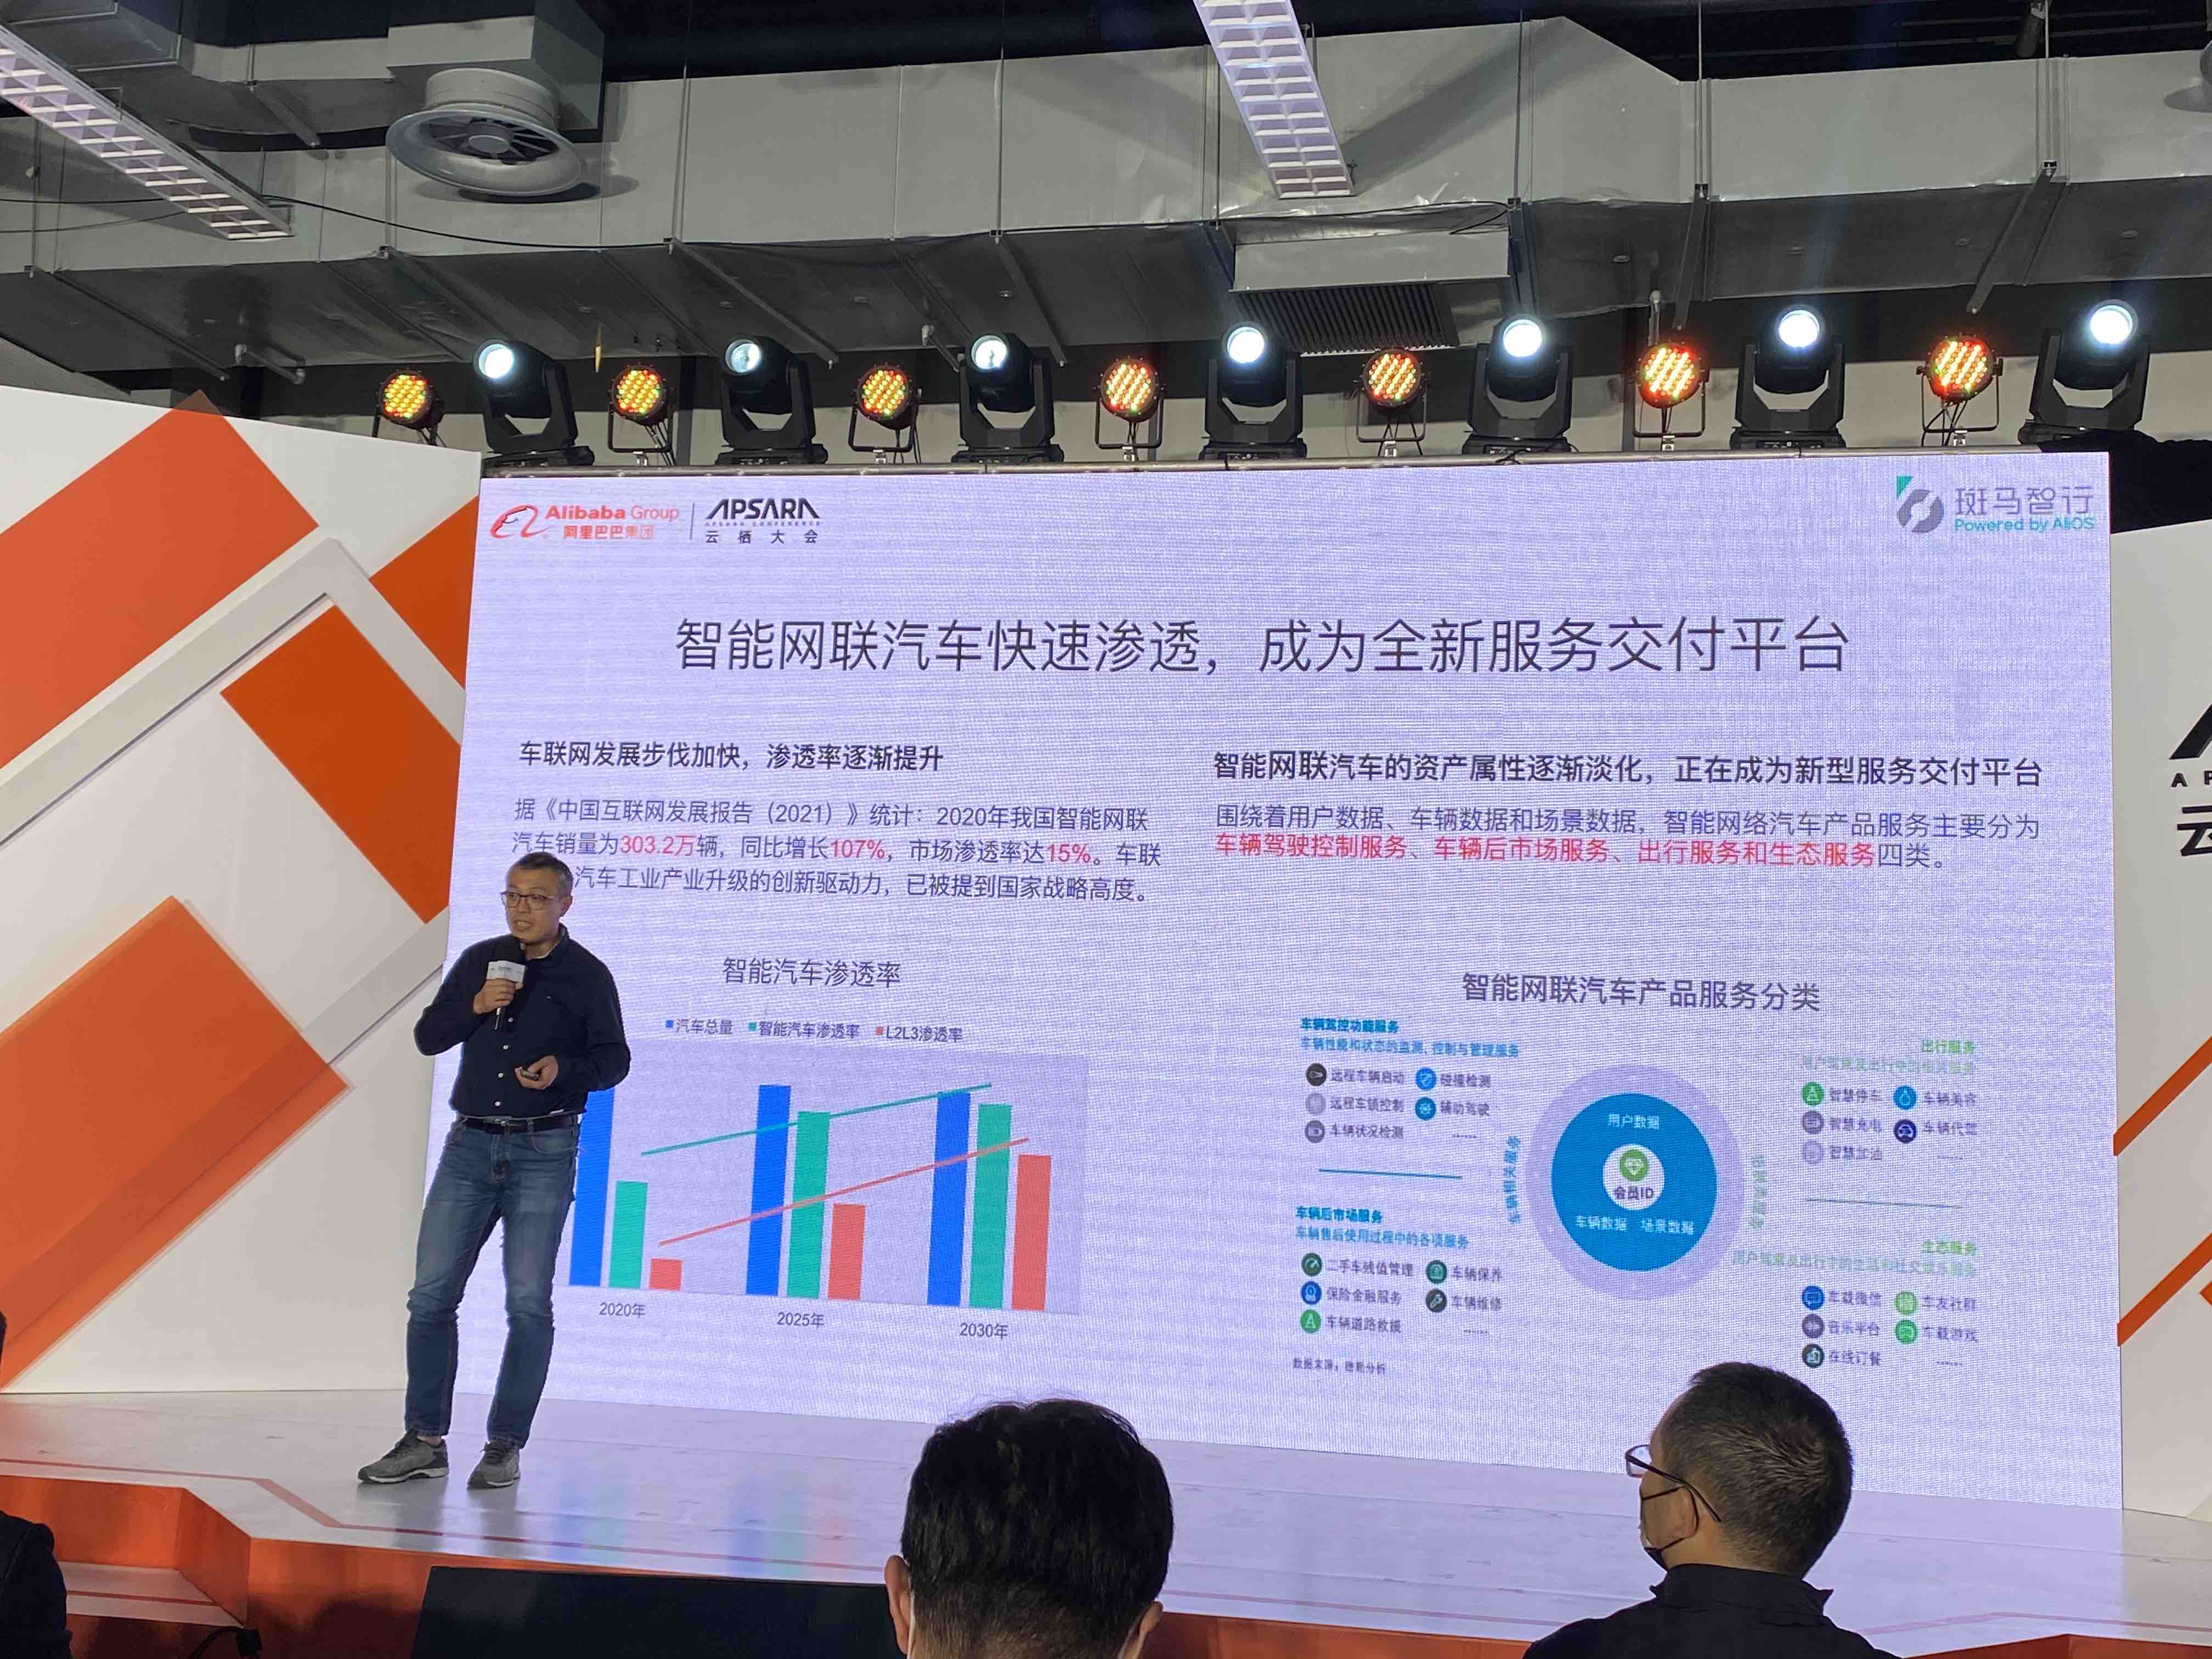 Alibaba Group
阿里巴巴集团
APSARA
APSARA CONFERENCE
云栖大会
斑马智行
Powered by AliOS
智能网联汽车快速渗透，成为全新服务交付平台
车联网发展步伐加快，渗透率逐渐提升
据《中国互联网发展报告（2021）》统计：2020年我国智能网联
汽车销量为303.2万辆，同比增长107%，市场渗透率达15%。车联
汽车工业产业升级的创新驱动力，已被提到国家战略高度。
智能汽车渗透率
汽车总量 智能汽车渗透率 L2L3渗透率
2020年
2025年
2030年
智能网联汽车的资产属性逐渐淡化，正在成为新型服务交付平台
围绕着用户数据、车辆数据和场景数据，智能网络汽车产品服务主要分为
车辆驾驶控制服务、车辆后市场服务、出行服务和生态服务四类。
智能网联汽车产品服务分类
车辆驾控功能服务
车辆性能和状态的监测、控制与管理服务
远程车辆启动 碰撞检测
远程车锁控制 辅助驾驶
车辆状况检测 ......
车辆后市场服务
车辆售后使用过程中的各项服务
二手车残值管理 车辆保养
保险金融服务 车辆维修
车辆道路救援 ......
车辆相关服务
用户数据
会员ID
车辆数据 场景数据
出行服务
智慧停车 车辆美容
智慧充电 车辆代驾
智慧加油 ......
生态服务
车载微信 车友社群
音乐平台 车载游戏
在线订餐 ......
A
云